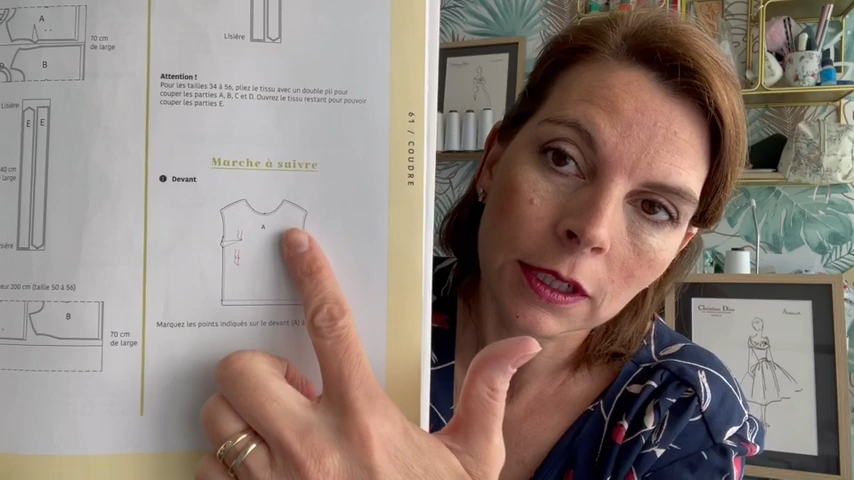 A
70 cm
de large
B
Lisière
E
E
40 cm
de large
Lisière
B
70 cm
de large
Lisière
Attention !
Pour les tailles 34 à 56, pliez le tissu avec un double pli pour
couper les parties A, B, C et D. Ouvrez le tissu restant pour pouvoir
couper les parties E.
Marche à suivre
1 Devant
A
Marquez les points indiqués sur le devant (A) à
61 / COUDRE
Christian Dior